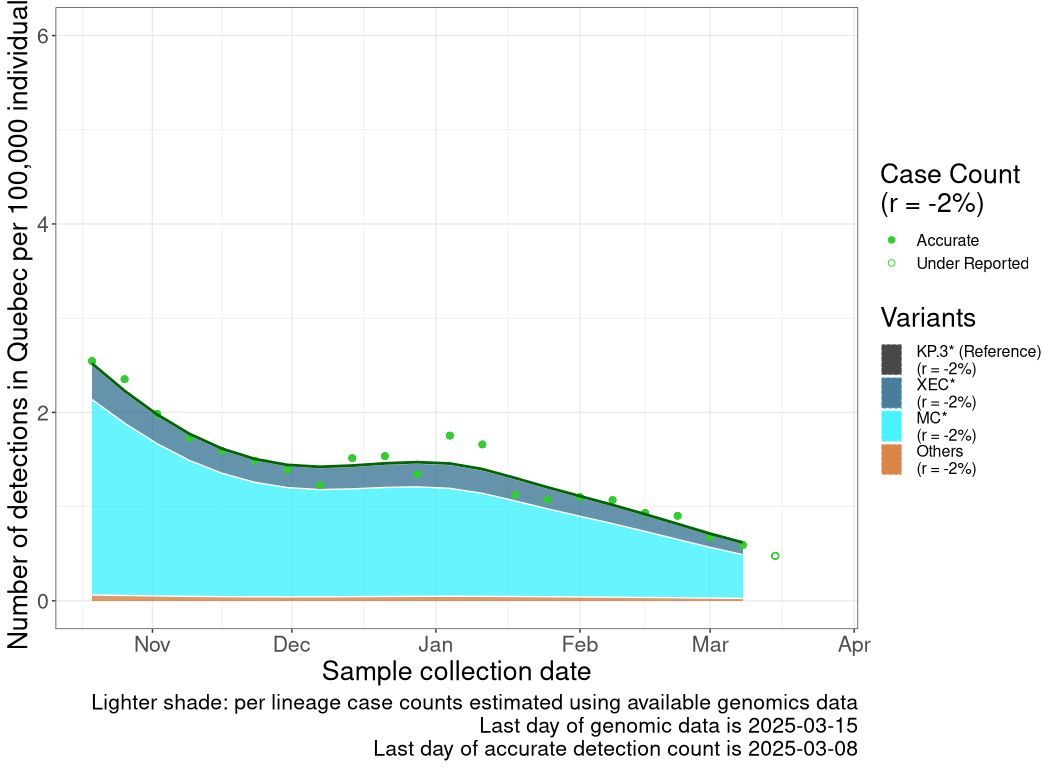 Number of detections in Quebec per 100,000 individual
6
4
2
0
Nov
Dec
Jan
Feb
Mar
Apr
Sample collection date
Lighter shade: per lineage case counts estimated using available genomics data
Last day of genomic data is 2025-03-15
Last day of accurate detection count is 2025-03-08
Case Count
(r = -2%)
Accurate
Under Reported
Variants
KP.3* (Reference)
(r = -2%)
XEC*
(r = -2%)
MC*
(r = -2%)
Others
(r = -2%)